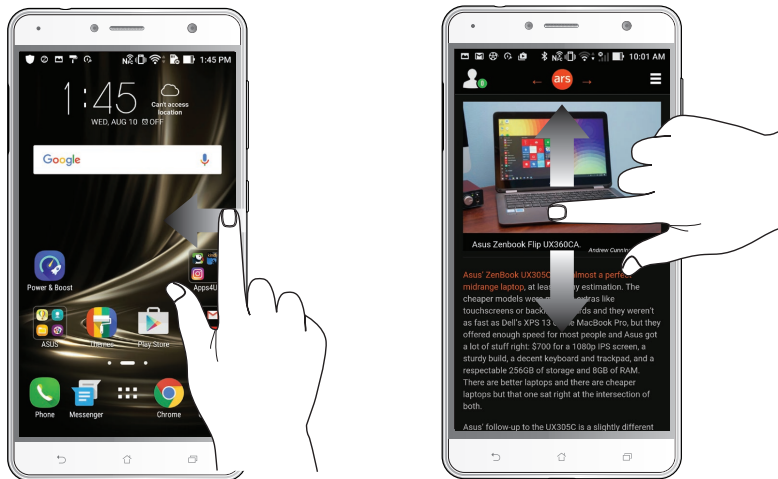 1:45 PM
1:45
Can't access
location
WED, AUG 10 OFF
Google
Power & Boost
Apps4U
ASUS
Themes
Play Store
Phone
Messenger
Chrome
10:01 AM
6
ars
Asus Zenbook Flip UX360CA.
Andrew
Asus' ZenBook UX305C almost a perfect
midrange laptop, at least estimation. The
cheaper models were like
touchscreens or and they weren't
as fast as Dell's XPS 13 MacBook Pro, but they
offered enough speed for most people and Asus got
a lot of stuff right: $700 for a 1080p IPS screen, a
sturdy build, a decent keyboard and trackpad, and a
respectable 256GB of storage and 8GB of RAM.
There are better laptops and there are cheaper
laptops but that one sat right at the intersection of
both.
Asus' follow-up to the UX305C is a slightly different